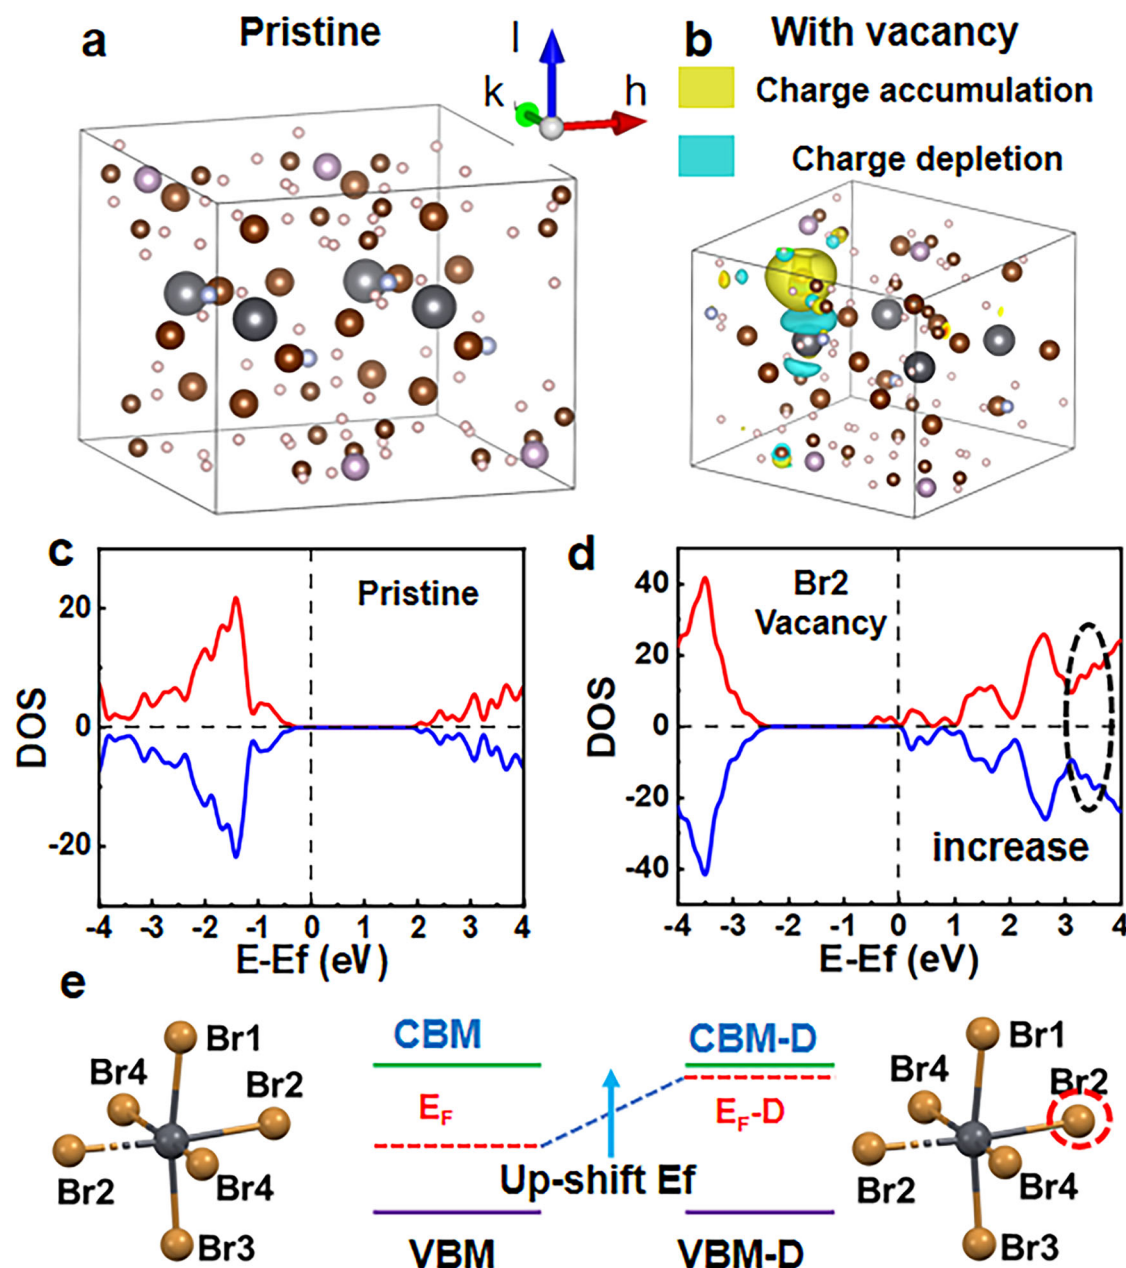 a
Pristine
l
k
h
b
With vacancy
Charge accumulation
Charge depletion
c
20
0
-20
DOS
Pristine
-4 -3 -2 -1 0 1 2 3 4
E-Ef (eV)
d
40
20
0
-20
-40
DOS
Br2
Vacancy
increase
-4 -3 -2 -1 0 1 2 3 4
E-Ef (eV)
e
Br1
Br4
Br2
Br2
Br4
Br3
CBM
EF
VBM
Up-shift Ef
CBM-D
EF-D
VBM-D
Br1
Br4
Br2
Br2
Br4
Br3